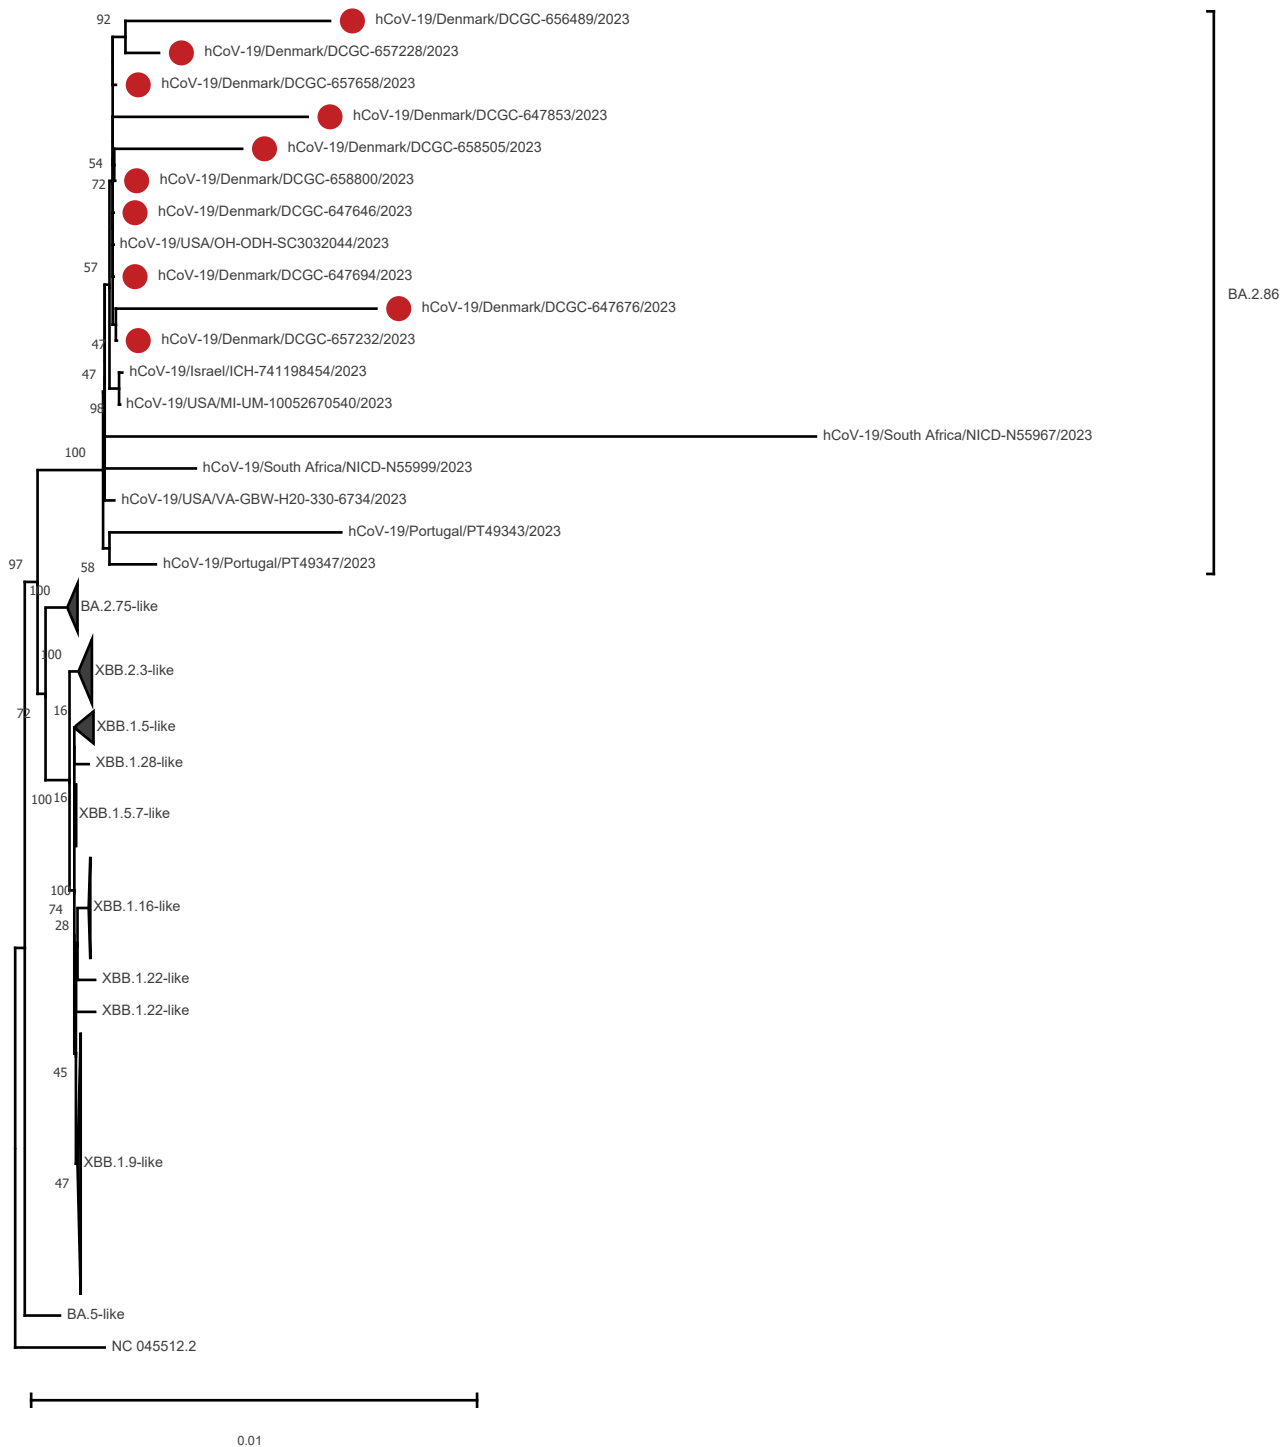 92
hCoV-19/Denmark/DCGC-656489/2023
hCoV-19/Denmark/DCGC-657228/2023
hCoV-19/Denmark/DCGC-657658/2023
hCoV-19/Denmark/DCGC-647853/2023
hCoV-19/Denmark/DCGC-658505/2023
54
hCoV-19/Denmark/DCGC-658800/2023
72
hCoV-19/Denmark/DCGC-647646/2023
hCoV-19/USA/OH-ODH-SC3032044/2023
57
hCoV-19/Denmark/DCGC-647694/2023
BA.2.86
hCoV-19/Denmark/DCGC-647676/2023
hCoV-19/Denmark/DCGC-657232/2023
47
hCoV-19/Israel/ICH-741198454/2023
47
hCoV-19/USA/MI-UM-10052670540/2023
98
hCoV-19/South Africa/NICD-N55967/2023
100
hCoV-19/South Africa/NICD-N55999/2023
hCoV-19/USA/VA-GBW-H20-330-6734/2023
hCoV-19/Portugal/PT49343/2023
97
hCoV-19/Portugal/PT49347/2023
58
100
BA.2.75-like
100
XBB.2.3-like
72
16
XBB.1.5-like
XBB.1.28-like
100
16
XBB.1.5.7-like
100
74
XBB.1.16-like
28
XBB.1.22-like
XBB.1.22-like
45
XBB.1.9-like
47
BA.5-like
NC 045512.2
0.01